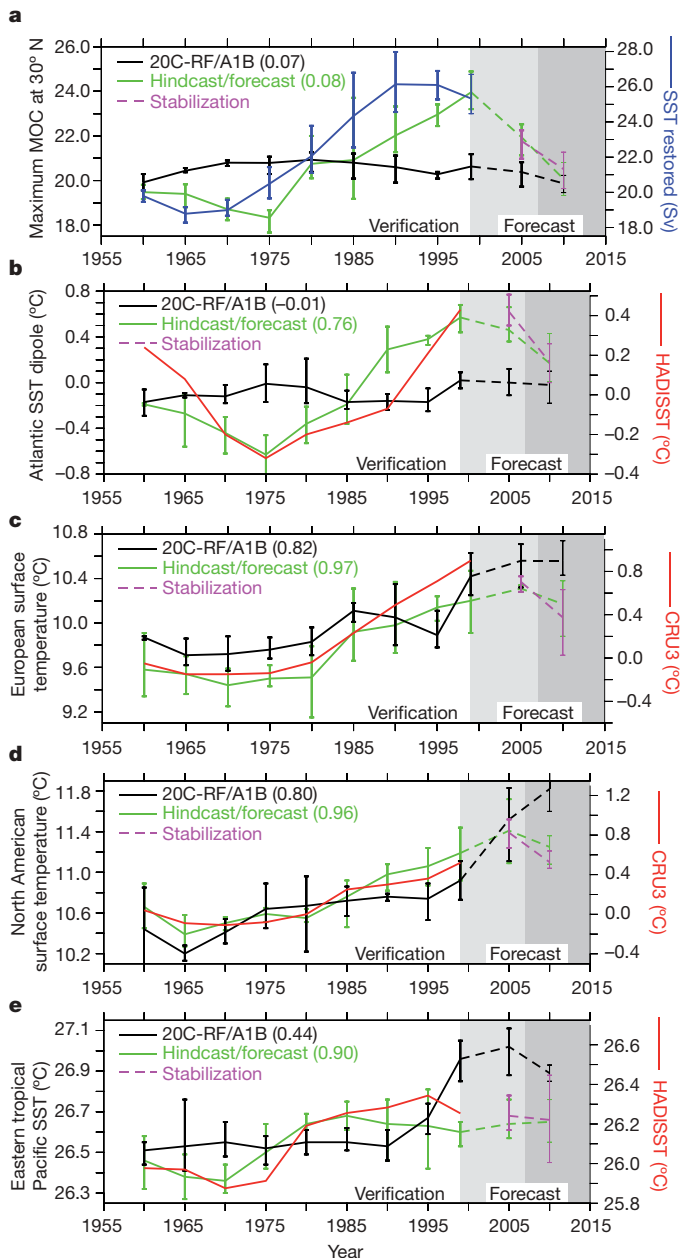 a
26.0
24.0
22.0
20.0
18.0
Maximum MOC at 30º N
20C-RF/A1B (0.07)
Hindcast/forecast (0.08)
Stabilization
Verification
Forecast
28.0
26.0
24.0
22.0
20.0
18.0
SST restored (Sv)
1955 1965 1975 1985 1995 2005 2015
b
0.8
0.4
0.0
–0.4
–0.8
Atlantic SST dipole (ºC)
20C-RF/A1B (–0.01)
Hindcast/forecast (0.76)
Stabilization
Verification
Forecast
0.4
0.2
0.0
–0.2
–0.4
HADISST (ºC)
1955 1965 1975 1985 1995 2005 2015
c
10.8
10.4
10.0
9.6
9.2
European surface
temperature (ºC)
20C-RF/A1B (0.82)
Hindcast/forecast (0.97)
Stabilization
Verification
Forecast
0.8
0.4
0.0
–0.4
CRU3 (ºC)
1955 1965 1975 1985 1995 2005 2015
d
11.8
11.4
11.0
10.6
10.2
North American
surface temperature (ºC)
20C-RF/A1B (0.80)
Hindcast/forecast (0.96)
Stabilization
Verification
Forecast
1.2
0.8
0.4
0.0
–0.4
CRU3 (ºC)
1955 1965 1975 1985 1995 2005 2015
e
27.1
26.9
26.7
26.5
26.3
Eastern tropical
Pacific SST (ºC)
20C-RF/A1B (0.44)
Hindcast/forecast (0.90)
Stabilization
Verification
Forecast
26.6
26.4
26.2
26.0
25.8
HADISST (ºC)
1955 1965 1975 1985 1995 2005 2015
Year